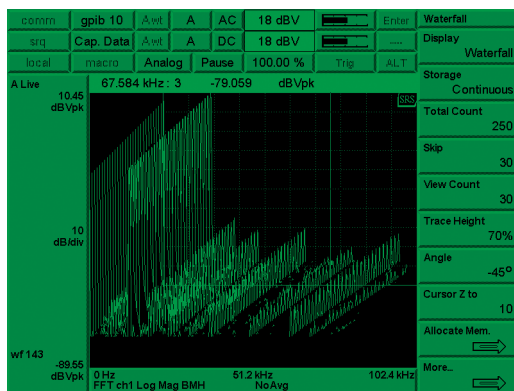 comm gpib 10 Awt A AC 18 dBV Enter Waterfall
srq Cap. Data Awt A DC 18 dBV ---- Display
Waterfall
local macro Analog Pause 100.00 % Trig ALT
Storage
Continuous
A Live 67.584 kHz : 3 -79.059 dBVpk
10.45
dBVpk
SRS
Total Count
250
Skip
30
View Count
30
10
dB/div
Trace Height
70%
Angle
-45º
Cursor Z to
10
Allocate Mem.
wf 143
-89.55
dBVpk
0 Hz 51.2 kHz 102.4 kHz
FFT ch1 Log Mag BMH NoAvg
More...